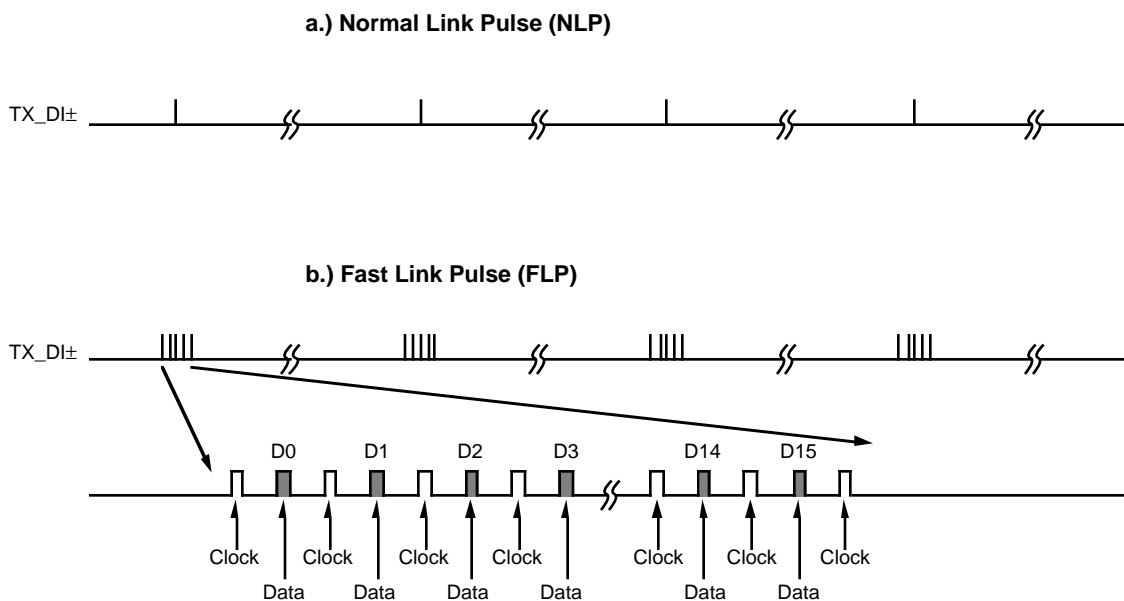 a.) Normal Link Pulse (NLP)
TX_DI±
b.) Fast Link Pulse (FLP)
TX_DI±
D0 D1 D2 D3 D14 D15
Clock Clock Clock Clock Clock Clock Clock
Data Data Data Data Data Data